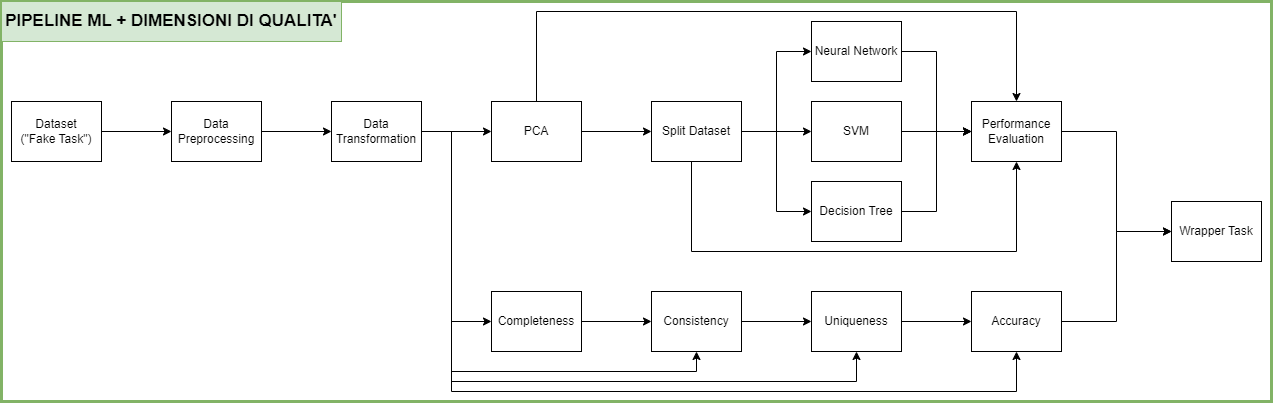 PIPELINE ML + DIMENSIONI DI QUALITA'
Neural Network
Dataset
("Fake Task")
Data
Preprocessing
Data
Transformation
PCA
Split Dataset
SVM
Performance
Evaluation
Decision Tree
Wrapper Task
Completeness
Consistency
Uniqueness
Accuracy